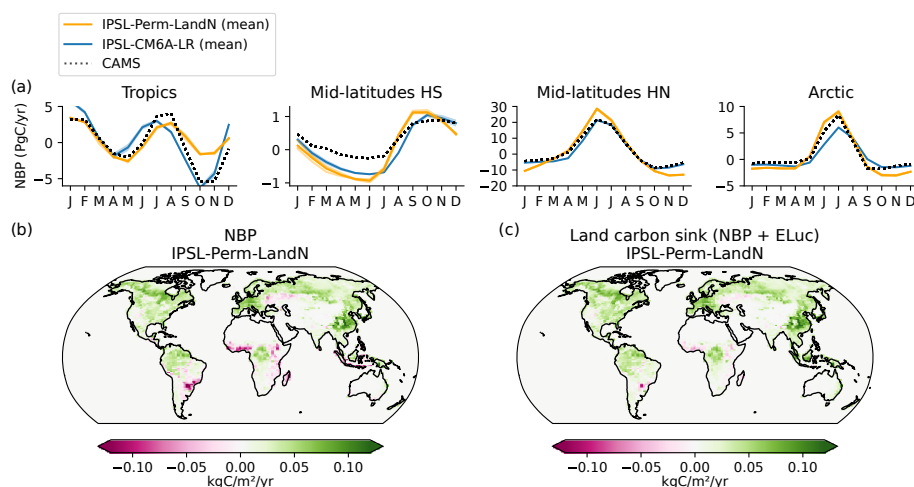 IPSL-Perm-LandN (mean)
IPSL-CM6A-LR (mean)
CAMS
(a)
Tropics
Mid-latitudes HS
Mid-latitudes HN
Arctic
NBP (PgC/yr)
5
0
−5
J F M A M J J A S O N D
1
0
−1
J F M A M J J A S O N D
30
20
10
0
−10
−20
J F M A M J J A S O N D
10
5
0
−5
J F M A M J J A S O N D
(b)
NBP
IPSL-Perm-LandN
(c)
Land carbon sink (NBP + ELuc)
IPSL-Perm-LandN
−0.10 −0.05 0.00 0.05 0.10
kgC/m²/yr
−0.10 −0.05 0.00 0.05 0.10
kgC/m²/yr